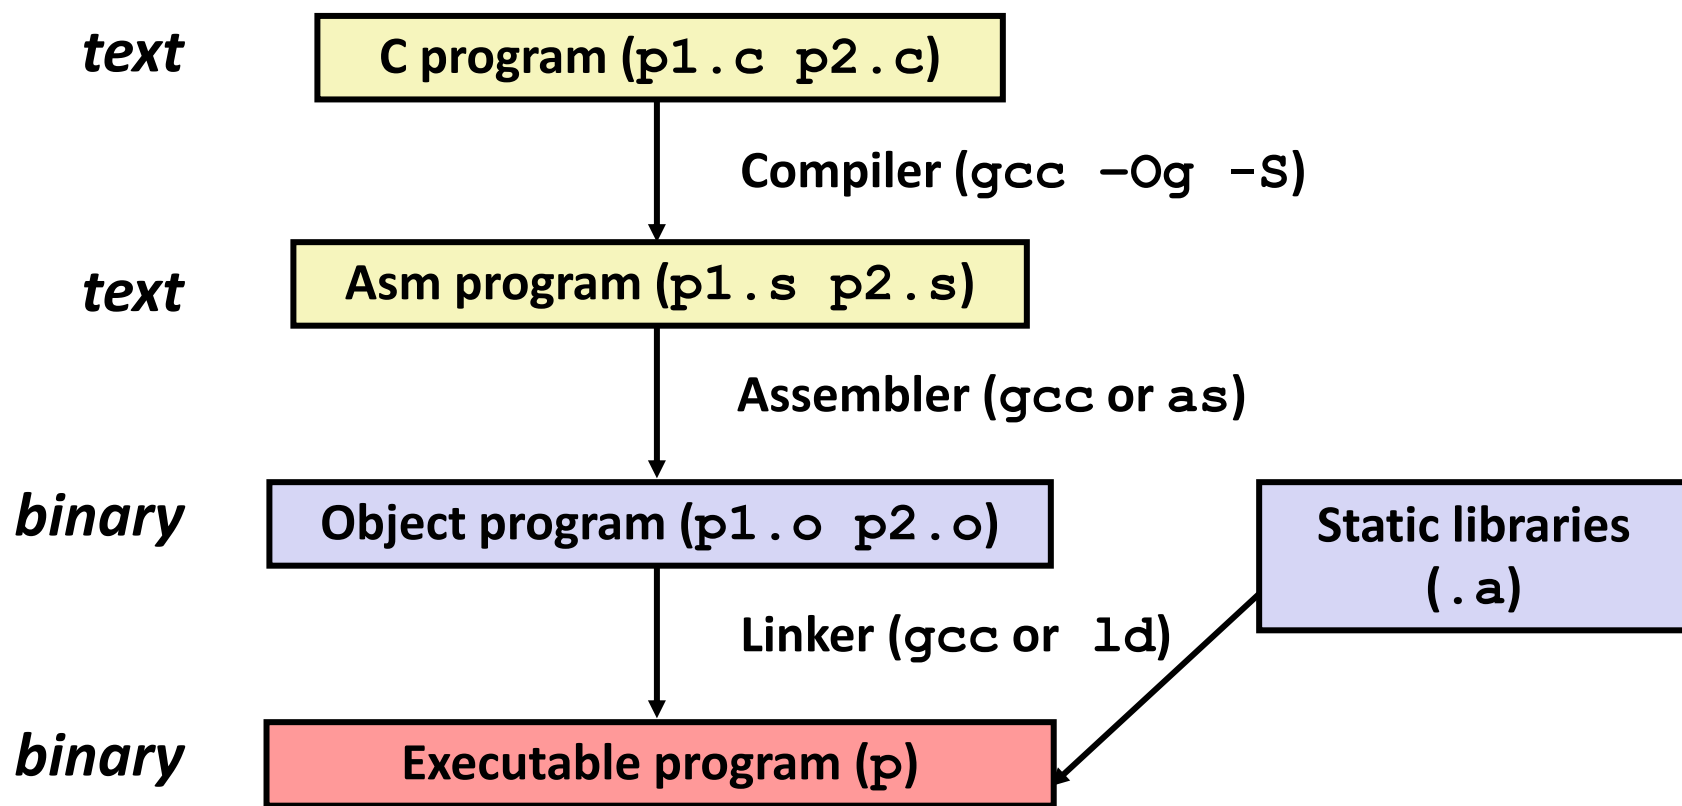 text
C program (p1.c p2.c)
Compiler (gcc –Og -S)
text
Asm program (p1.s p2.s)
Assembler (gcc or as)
binary
Object program (p1.o p2.o)
Static libraries
(.a)
Linker (gcc or ld)
binary
Executable program (p)